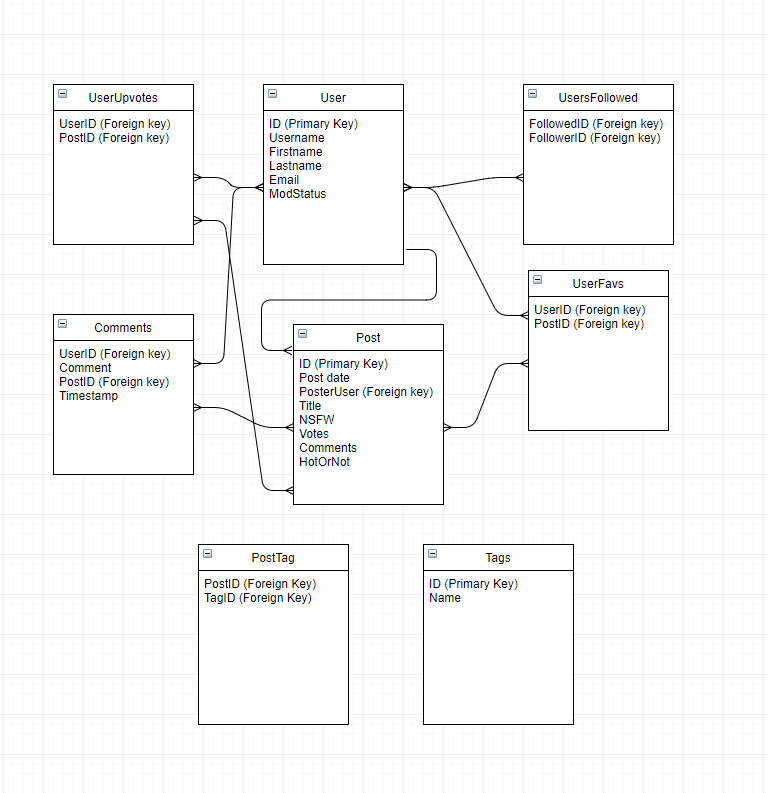 UserUpvotes
UserID (Foreign key)
PostID (Foreign key)
User
ID (Primary Key)
Username
Firstname
Lastname
Email
ModStatus
UsersFollowed
FollowedID (Foreign key)
FollowerID (Foreign key)
UserFavs
UserID (Foreign key)
PostID (Foreign key)
Comments
UserID (Foreign key)
Comment
PostID (Foreign key)
Timestamp
Post
ID (Primary Key)
Post date
PosterUser (Foreign key)
Title
NSFW
Votes
Comments
HotOrNot
PostTag
PostID (Foreign Key)
TagID (Foreign Key)
Tags
ID (Primary Key)
Name